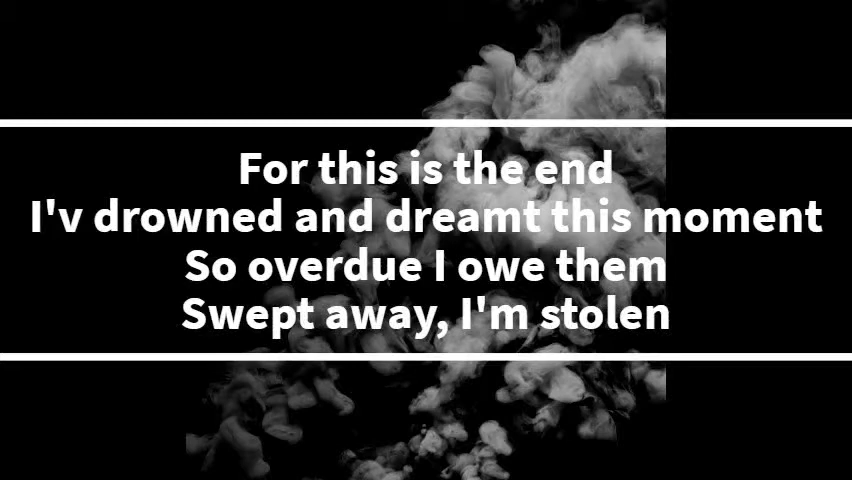 For this is the end
I'v drowned and dreamt this moment
So overdue I owe them
Swept away, I'm stolen